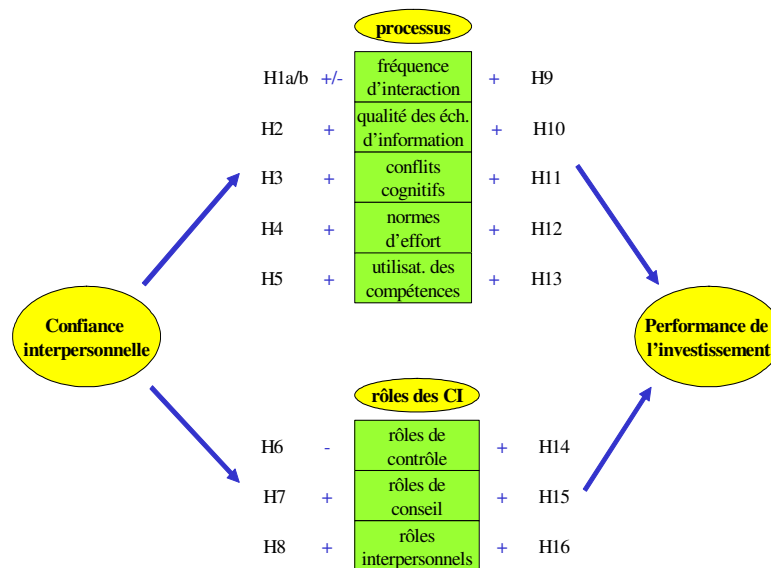 processus
H1a/b +/- fréquence + H9
d'interaction
H2 + qualité des éch. + H10
d'information
H3 + conflits + H11
cognitifs
H4 + normes + H12
d'effort
H5 + utilisat. des + H13
compétences
Confiance
interpersonnelle
Performance de
l'investissement
rôles des CI
H6 - rôles de + H14
contrôle
H7 + rôles de + H15
conseil
H8 + rôles + H16
interpersonnels